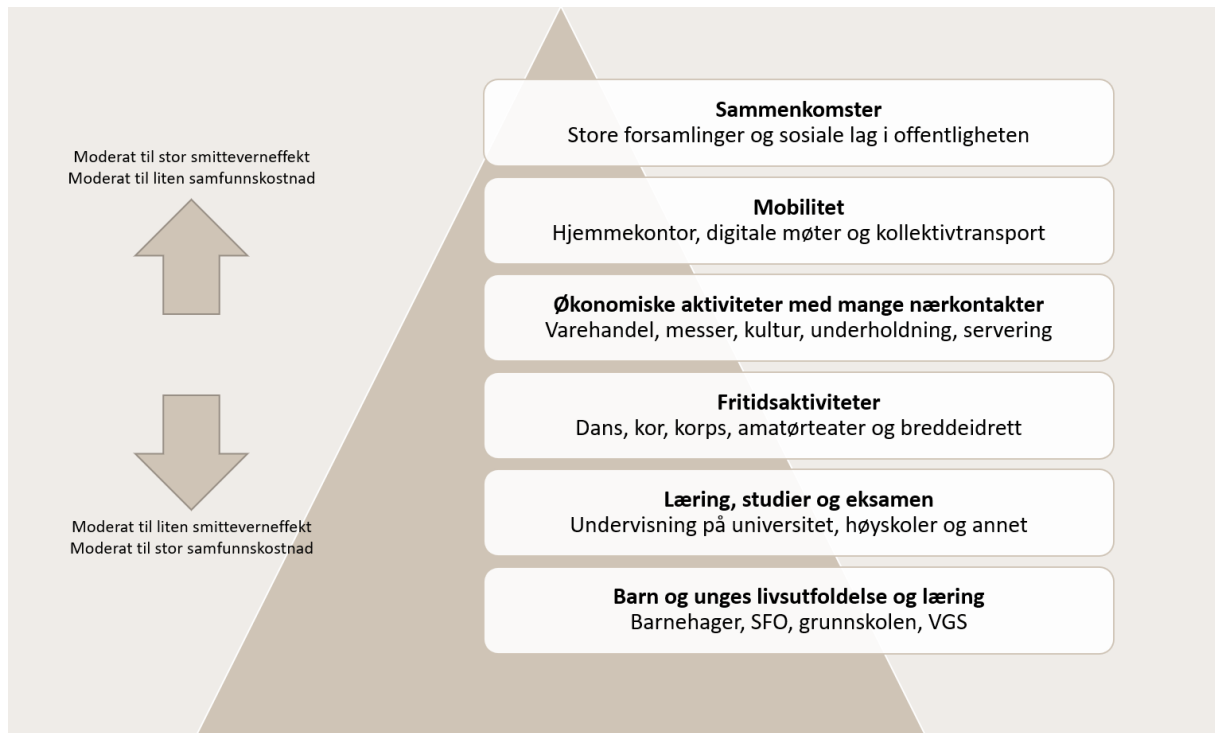 Moderat til stor smitteverneffekt
Moderat til liten samfunnskostnad
Moderat til liten smitteverneffekt
Moderat til stor samfunnskostnad
Sammenkomster
Store forsamlinger og sosiale lag i offentligheten
Mobilitet
Hjemmekontor, digitale møter og kollektivtransport
Økonomiske aktiviteter med mange nærkontakter
Varehandel, messer, kultur, underholdning, servering
Fritidsaktiviteter
Dans, kor, korps, amatørteater og breddeidrett
Læring, studier og eksamen
Undervisning på universitet, høyskoler og annet
Barn og unges livsutfoldelse og læring
Barnehager, SFO, grunnskolen, VGS